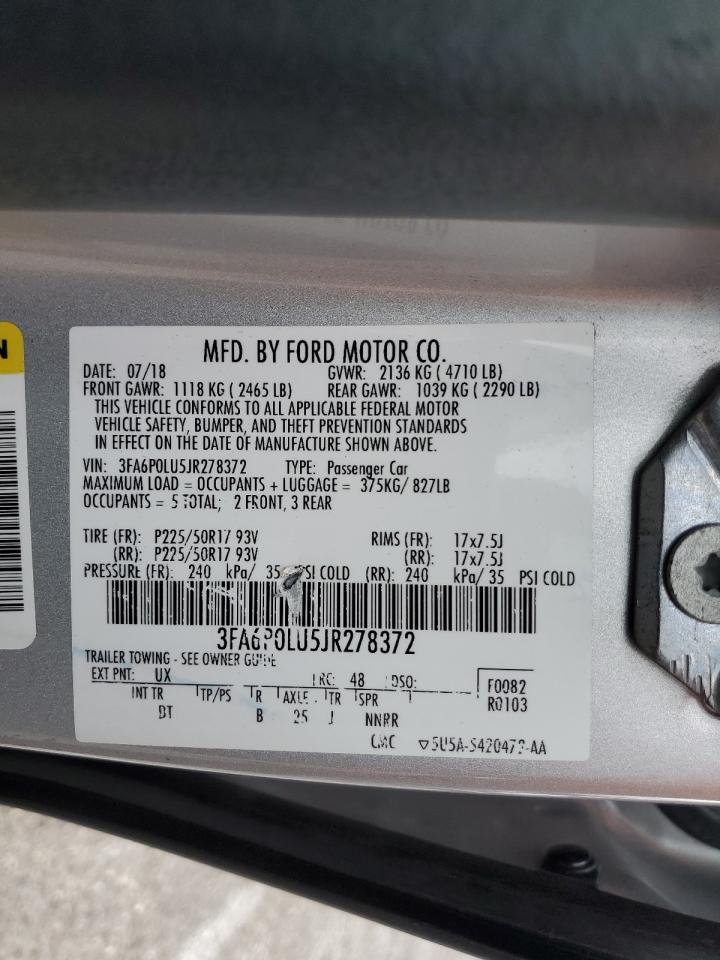 MFD. BY FORD MOTOR CO.
DATE: 07/18 GVWR: 2136 KG ( 4710 LB)
FRONT GAWR: 1118 KG ( 2465 LB) REAR GAWR: 1039 KG ( 2290 LB)
THIS VEHICLE CONFORMS TO ALL APPLICABLE FEDERAL MOTOR
VEHICLE SAFETY, BUMPER, AND THEFT PREVENTION STANDARDS
IN EFFECT ON THE DATE OF MANUFACTURE SHOWN ABOVE.
VIN: 3FA6P0LU5JR278372 TYPE: Passenger Car
MAXIMUM LOAD = OCCUPANTS + LUGGAGE = 375KG/ 827LB
OCCUPANTS = 5 TOTAL; 2 FRONT, 3 REAR
TIRE (FR): P225/50R17 93V RIMS (FR): 17x7.5J
(RR): P225/50R17 93V (RR): 17x7.5J
PRESSURE (FR): 240 kPa/ 35 PSI COLD (RR): 240 kPa/ 35 PSI COLD
3FA6P0LU5JR278372
TRAILER TOWING - SEE OWNER GUIDE
EXT PNT: UX RC: 48 DSO: F0082
INT TR TP/PS R AXLE TR SPR R0103
DT B 25 J NNRR